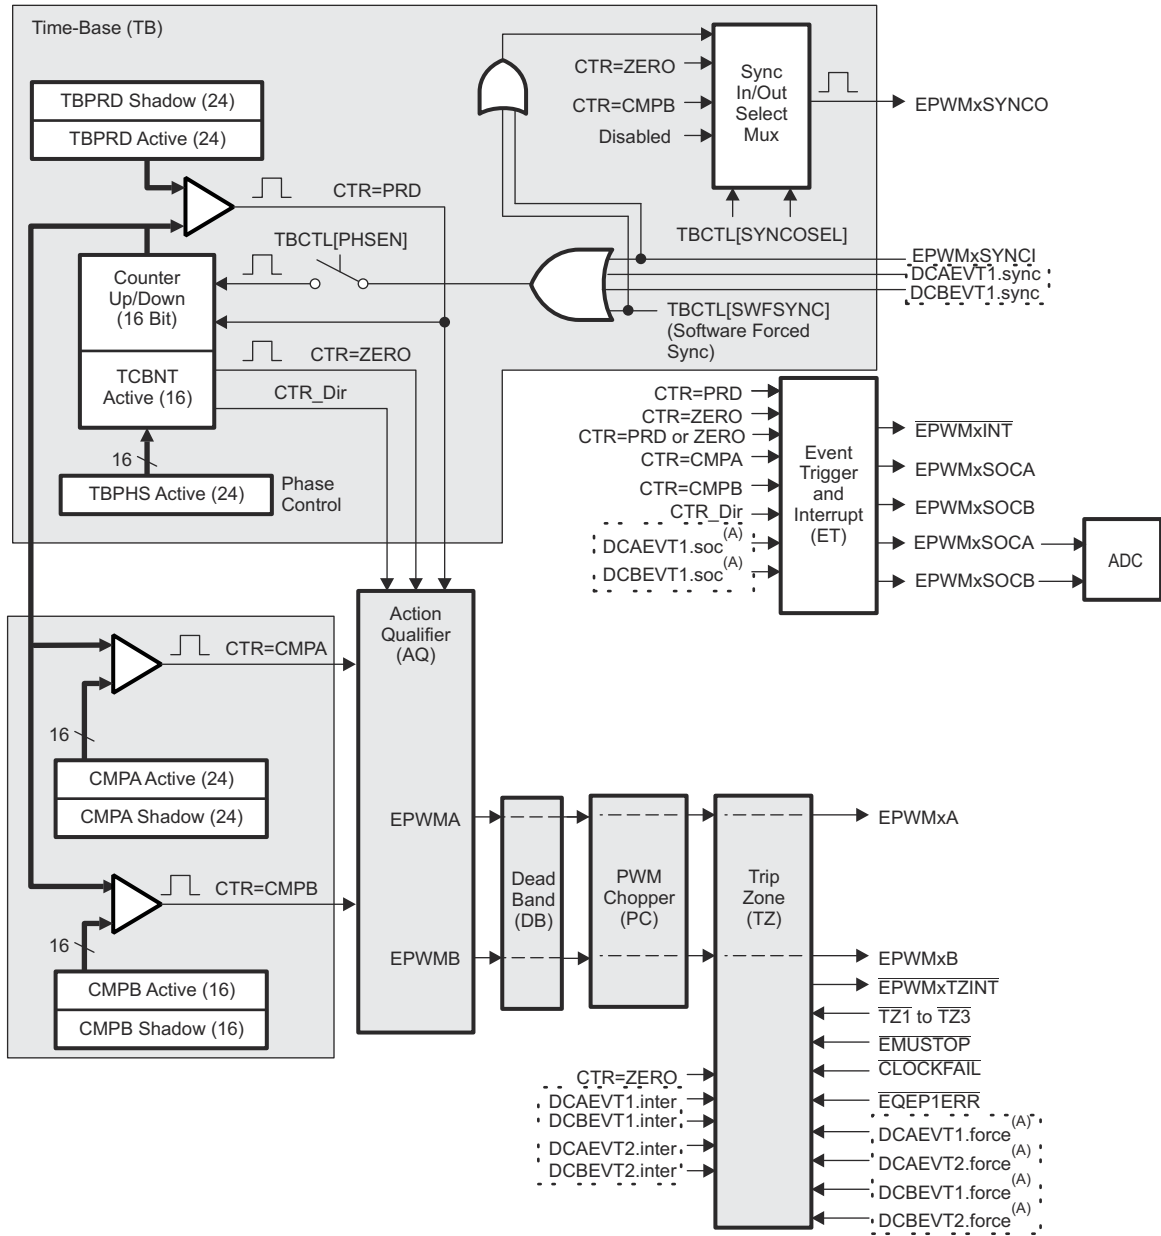 Time-Base (TB)
TBPRD Shadow (24)
TBPRD Active (24)
CTR=PRD
TBCTL[PHSEN]
Counter
Up/Down
(16 Bit)
TCBNT
Active (16)
CTR=ZERO
CTR_Dir
16
TBPHS Active (24)
Phase
Control
CTR=ZERO
CTR=CMPB
Disabled
Sync
In/Out
Select
Mux
EPWMxSYNCO
TBCTL[SYNCOSEL]
EPWMxSYNCI
DCAEVT1.sync
DCBEVT1.sync
TBCTL[SWFSYNC]
(Software Forced
Sync)
CTR=PRD
CTR=ZERO
CTR=PRD or ZERO
CTR=CMPA
CTR=CMPB
CTR_Dir
DCAEVT1.soc(A)
DCBEVT1.soc(A)
Event
Trigger
and
Interrupt
(ET)
EPWMxINT
EPWMxSOCA
EPWMxSOCB
EPWMxSOCA
EPWMxSOCB
ADC
Action
Qualifier
(AQ)
CTR=CMPA
16
CMPA Active (24)
CMPA Shadow (24)
CTR=CMPB
16
CMPB Active (16)
CMPB Shadow (16)
EPWMA
EPWMB
Dead
Band
(DB)
PWM
Chopper
(PC)
Trip
Zone
(TZ)
EPWMxA
EPWMxB
EPWMxTZINT
TZ1 to TZ3
EMUSTOP
CLOCKFAIL
EQEP1ERR
DCAEVT1.force(A)
DCAEVT2.force(A)
DCBEVT1.force(A)
DCBEVT2.force(A)
CTR=ZERO
DCAEVT1.inter
DCBEVT1.inter
DCAEVT2.inter
DCBEVT2.inter